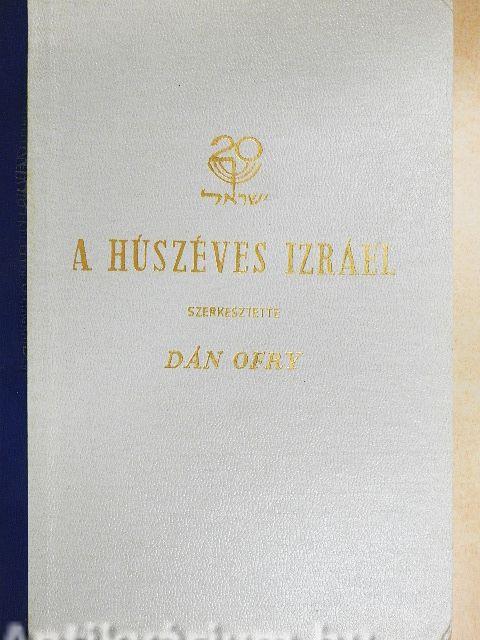 20
ישראל
A HÚSZÉVES IZRÁEL
SZERKESZTETTE
DÁN OFRY